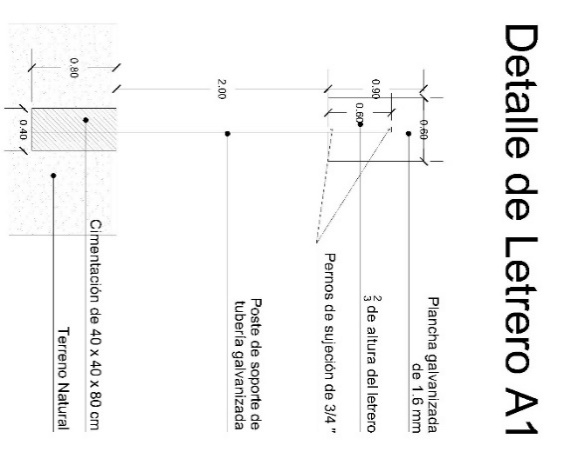 Detalle de Letrero A1
Plancha galvanizada
de 1.6 mm
2/3 de altura del letrero
Pernos de sujeción de 3/4 "
Poste de soporte de
tubería galvanizada
Cimentación de 40 x 40 x 80 cm
Terreno Natural
0.60
0.90
0.60
2.00
0.80
0.40